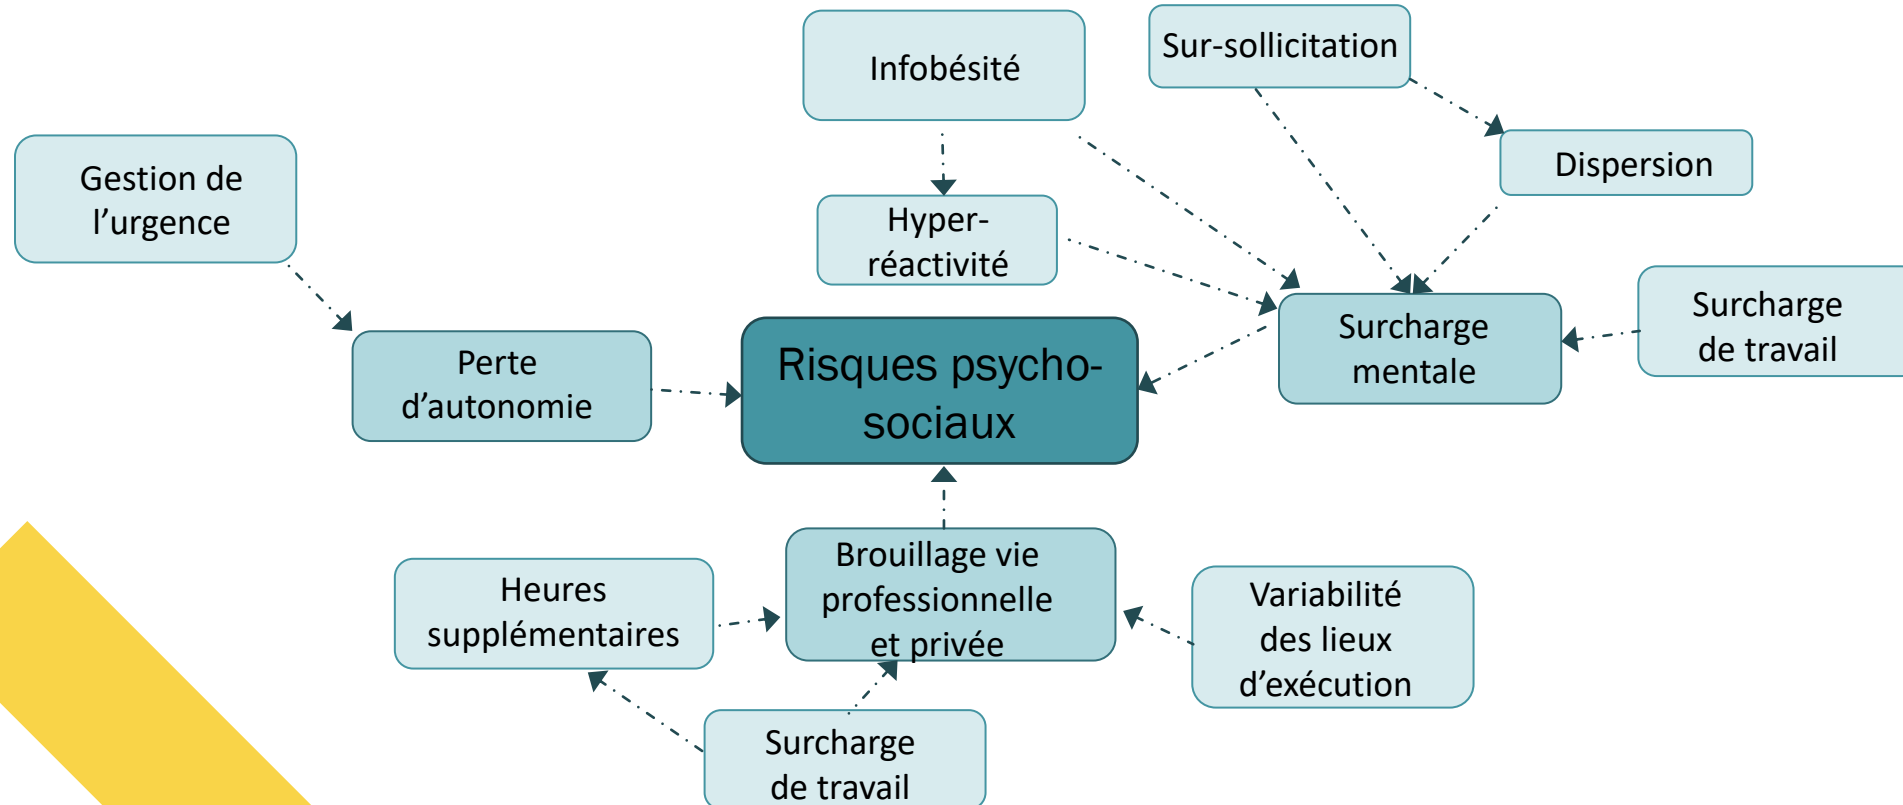 Infobésité
Sur-sollicitation
Gestion de
l’urgence
Dispersion
Hyper-
réactivité
Surcharge
de travail
Surcharge
mentale
Perte
d’autonomie
Risques psycho-
sociaux
Brouillage vie
professionnelle
et privée
Heures
supplémentaires
Variabilité
des lieux
d’exécution
Surcharge
de travail